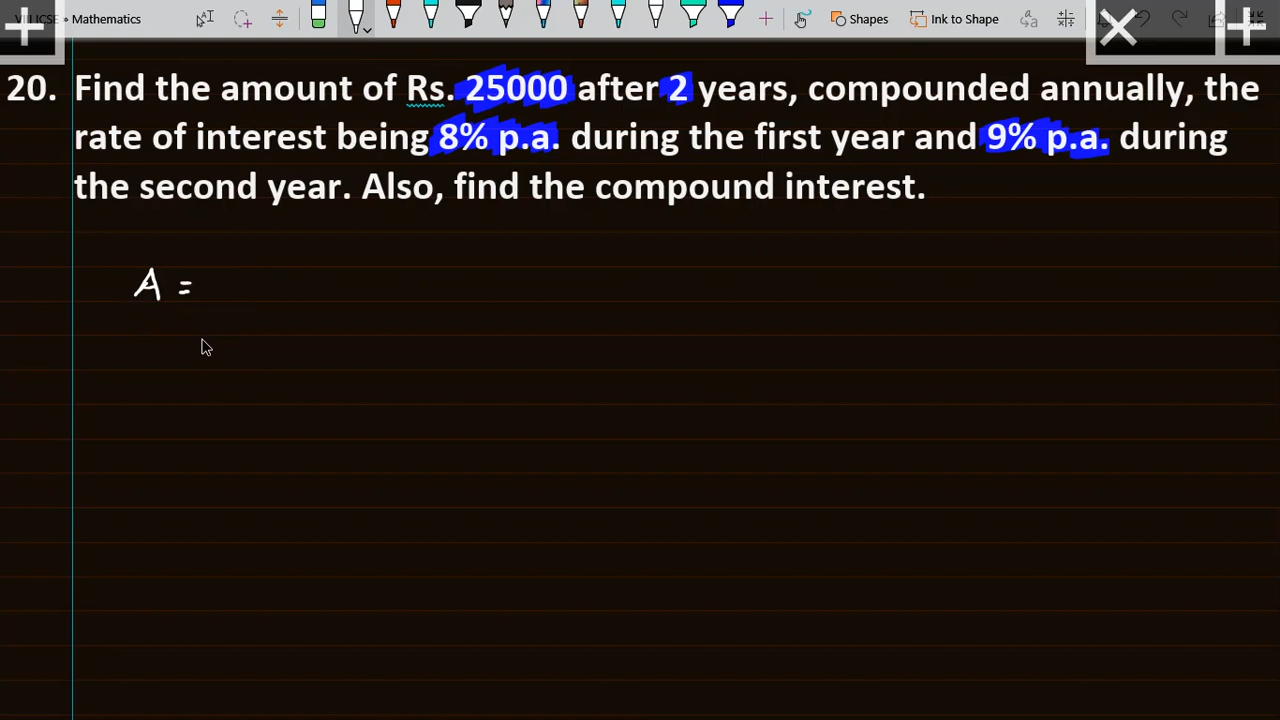 VIII ICSE » Mathematics
Shapes
Ink to Shape
20. Find the amount of Rs. 25000 after 2 years, compounded annually, the
rate of interest being 8% p.a. during the first year and 9% p.a. during
the second year. Also, find the compound interest.
A =